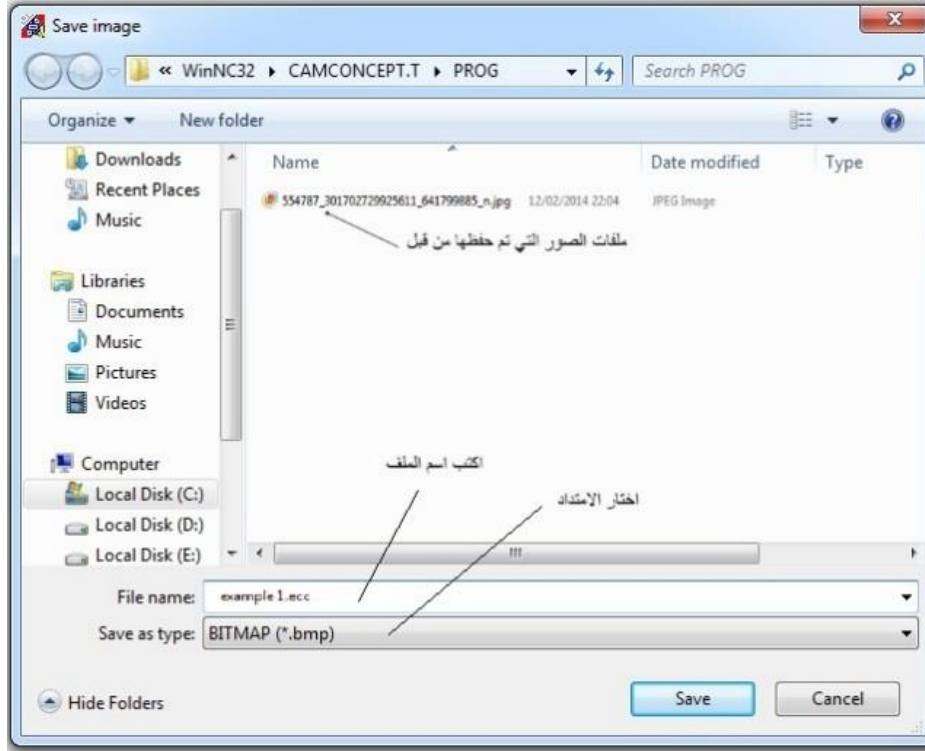 Save image
« WinNC32 ▸ CAMCONCEPT.T ▸ PROG
Search PROG
Organize
New folder
Downloads
Recent Places
Music
Libraries
Documents
Music
Pictures
Videos
Computer
Local Disk (C:)
Local Disk (D:)
Local Disk (E:)
Name Date modified Type
554787_301702729925611_641799885_n.jpg 12/02/2014 22:04 JPEG Image
ملفات الصور التي تم حفظها من قبل
اكتب اسم الملف
اختار الامتداد
File name: example 1.ecc
Save as type: BITMAP (*.bmp)
Hide Folders
Save
Cancel